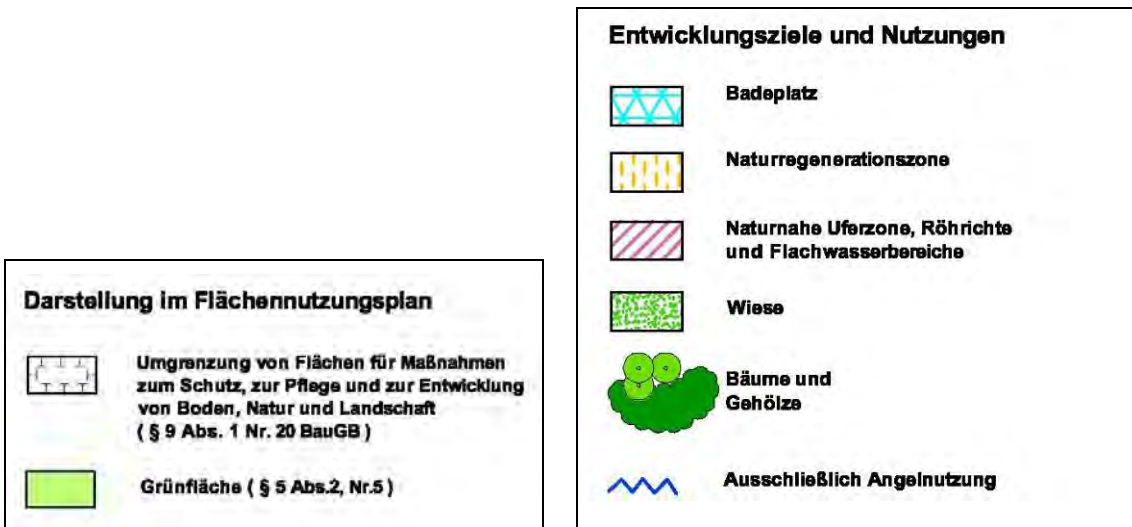 Darstellung im Flächennutzungsplan
Umgrenzung von Flächen für Maßnahmen
zum Schutz, zur Pflege und zur Entwicklung
von Boden, Natur und Landschaft
( § 9 Abs. 1 Nr. 20 BauGB )
Grünfläche ( § 5 Abs.2, Nr.5 )
Entwicklungsziele und Nutzungen
Badeplatz
Naturregenerationszone
Naturnahe Uferzone, Röhrichte
und Flachwasserbereiche
Wiese
Bäume und
Gehölze
Ausschließlich Angelnutzung